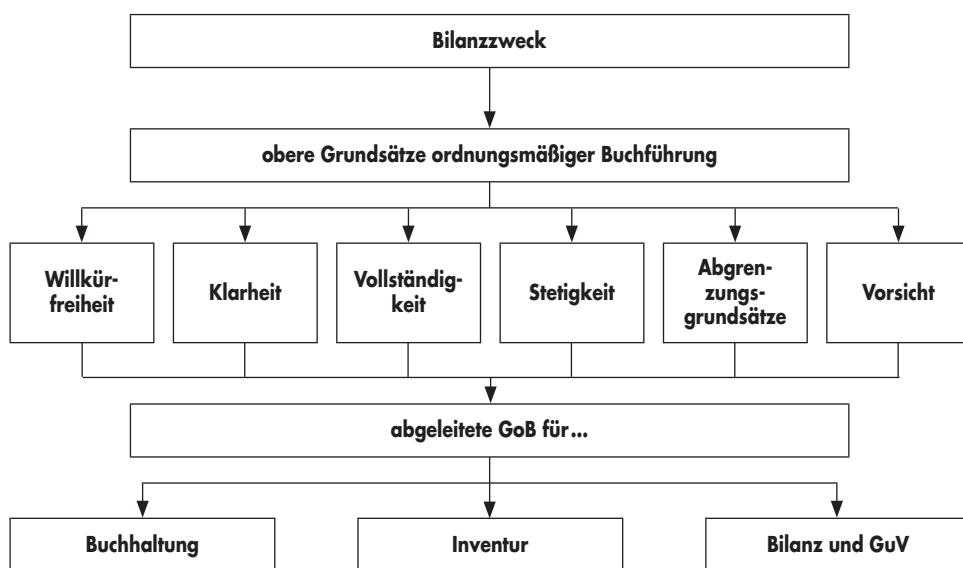 Bilanzzweck
obere Grundsätze ordnungsmäßiger Buchführung
Willkür-
freiheit
Klarheit
Vollständig-
keit
Stetigkeit
Abgren-
zungs-
grundsätze
Vorsicht
abgeleitete GoB für...
Buchhaltung
Inventur
Bilanz und GuV